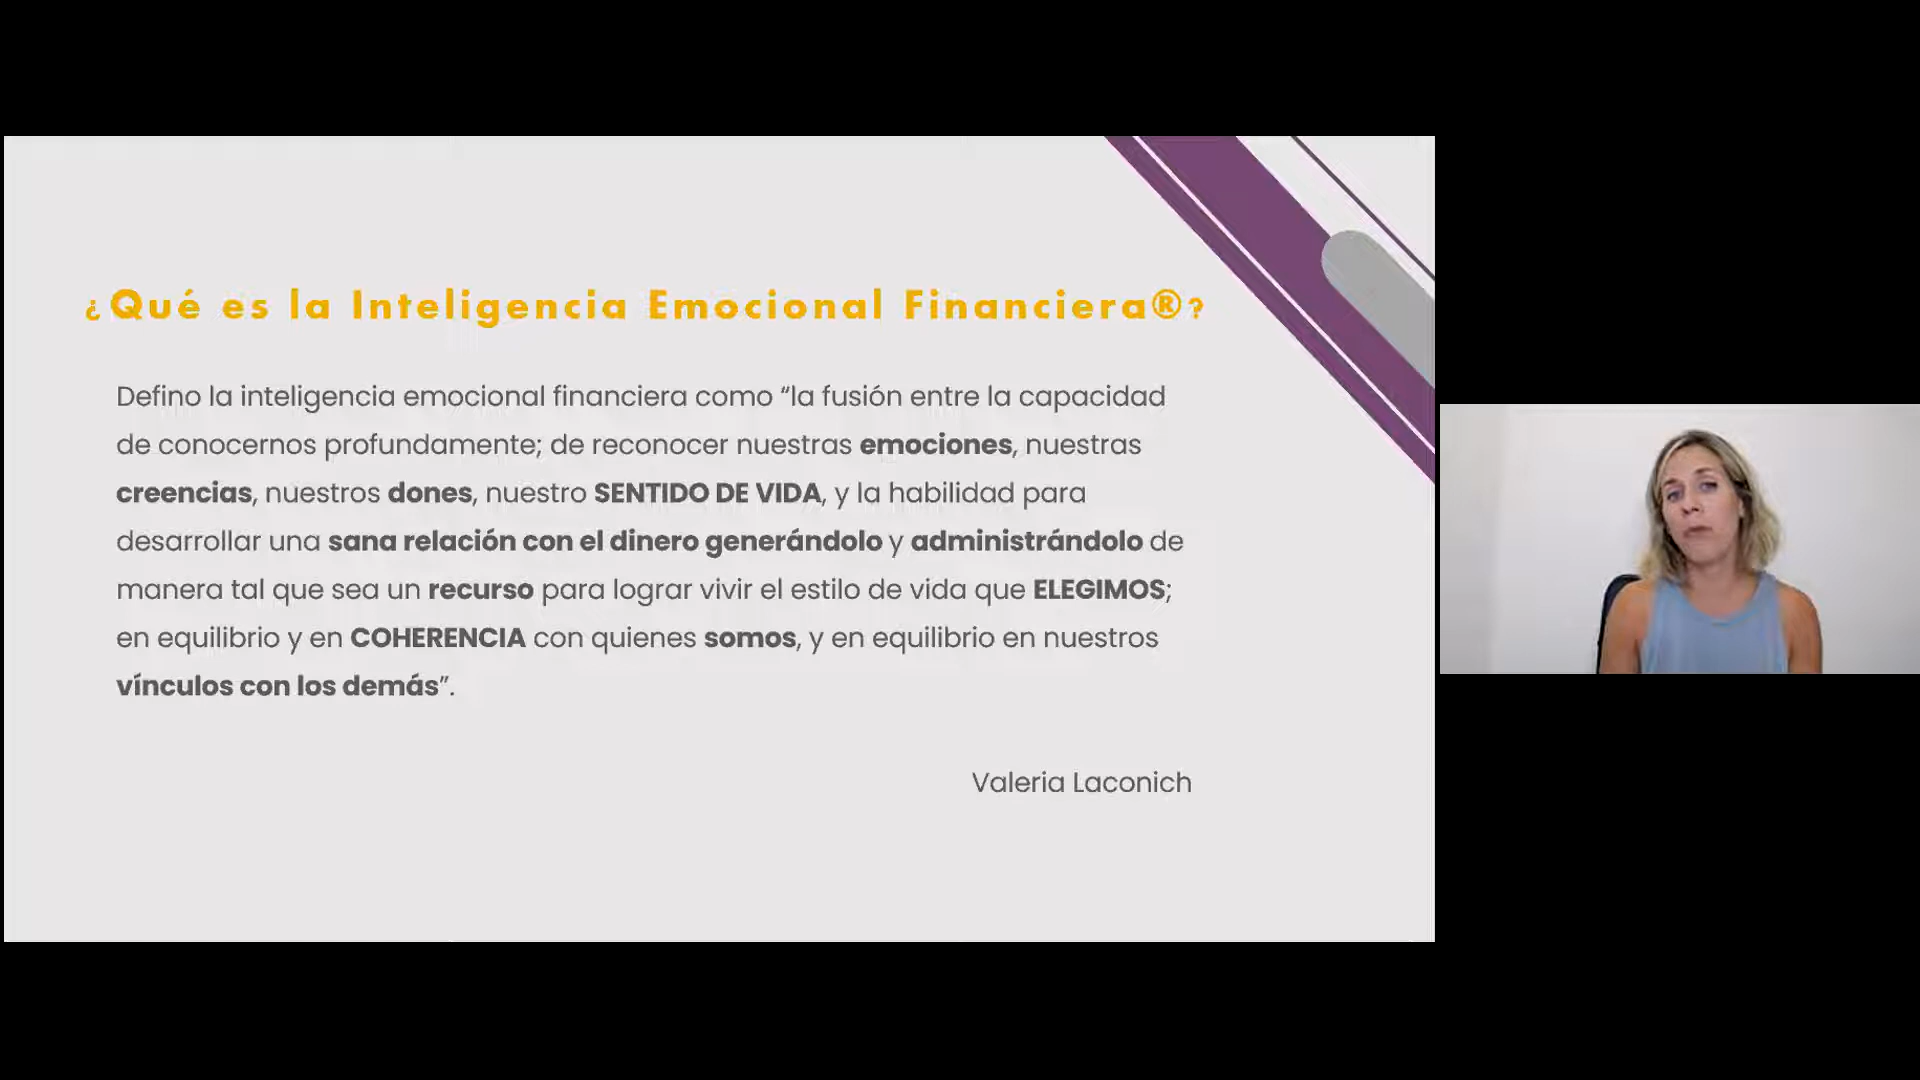 ¿Qué es la Inteligencia Emocional Financiera®?
Defino la inteligencia emocional financiera como “la fusión entre la capacidad
de conocernos profundamente; de reconocer nuestras emociones, nuestras
creencias, nuestros dones, nuestro SENTIDO DE VIDA, y la habilidad para
desarrollar una sana relación con el dinero generándolo y administrándolo de
manera tal que sea un recurso para lograr vivir el estilo de vida que ELEGIMOS;
en equilibrio y en COHERENCIA con quienes somos, y en equilibrio en nuestros
vínculos con los demás”.
Valeria Laconich